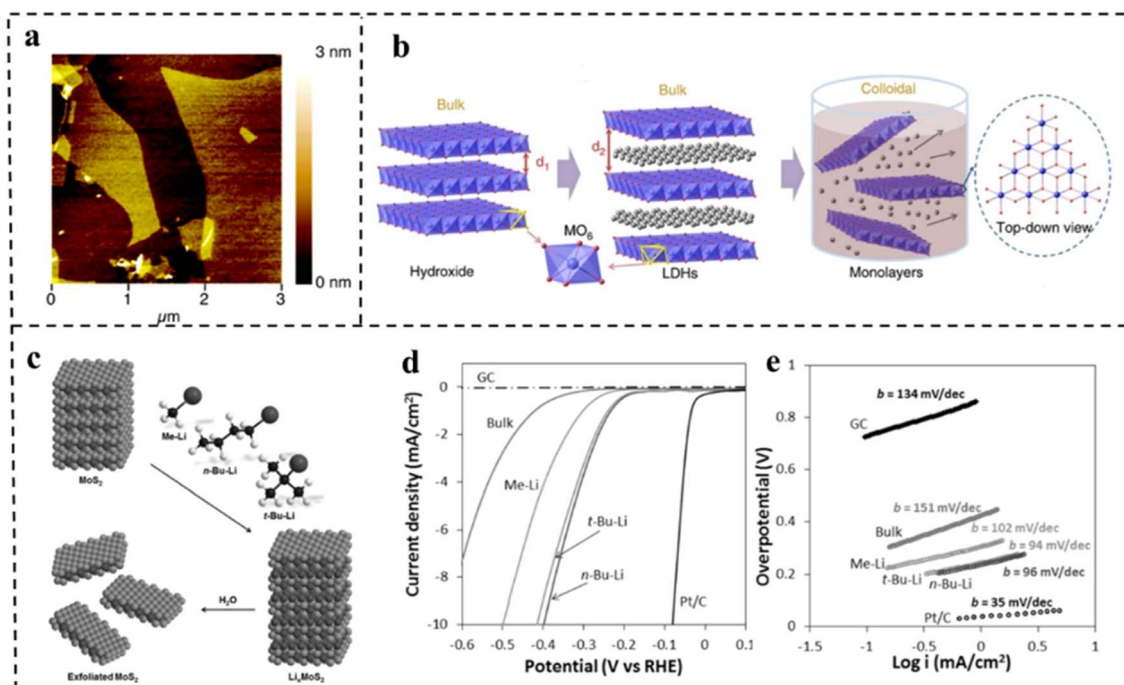 a
3 nm
0 nm
0 1 2 3
µm
b
Bulk
d1
Hydroxide
MO6
Bulk
d2
LDHs
Colloidal
Monolayers
Top-down view
c
MoS2
Me-Li
n-Bu-Li
t-Bu-Li
H2O
Exfoliated MoS2
LixMoS2
d
GC
Bulk
Me-Li
t-Bu-Li
n-Bu-Li
Pt/C
0
-2
-4
-6
-8
-10
-0.6 -0.5 -0.4 -0.3 -0.2 -0.1 0 0.1
Current density (mA/cm2)
Potential (V vs RHE)
e
1
0.8
0.6
0.4
0.2
0
b = 134 mV/dec
GC
b = 151 mV/dec
b = 102 mV/dec
b = 94 mV/dec
Bulk
Me-Li
t-Bu-Li
n-Bu-Li
b = 96 mV/dec
b = 35 mV/dec
Pt/C
-1.5 -1 -0.5 0 0.5 1
Overpotential (V)
Log i (mA/cm2)